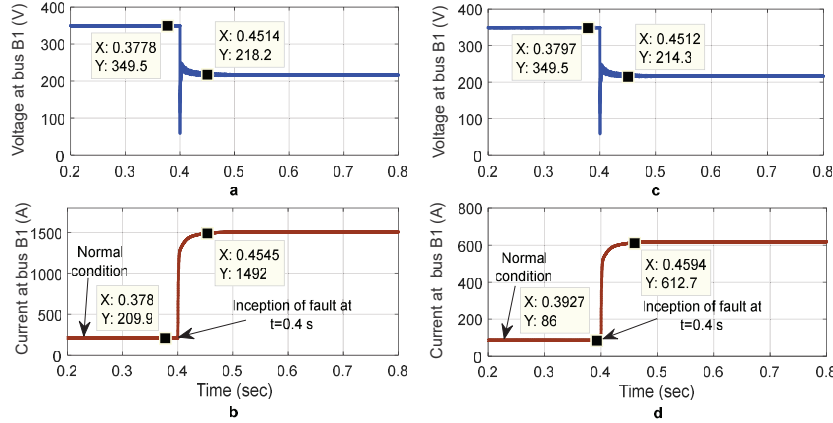 Voltage at bus B1 (V)
400
300
200
100
0
X: 0.3778
Y: 349.5
X: 0.4514
Y: 218.2
0.2 0.3 0.4 0.5 0.6 0.7 0.8
a
Voltage at bus B1 (V)
400
300
200
100
0
X: 0.3797
Y: 349.5
X: 0.4512
Y: 214.3
0.2 0.3 0.4 0.5 0.6 0.7 0.8
c
Current at bus B1 (A)
1500
1000
500
0
Normal
condition
X: 0.378
Y: 209.9
X: 0.4545
Y: 1492
Inception of fault at
t=0.4 s
0.2 0.3 0.4 0.5 0.6 0.7 0.8
Time (sec)
b
Current at bus B1 (A)
800
600
400
200
0
Normal
condition
X: 0.3927
Y: 86
X: 0.4594
Y: 612.7
Inception of fault at
t=0.4 s
0.2 0.3 0.4 0.5 0.6 0.7 0.8
Time (sec)
d